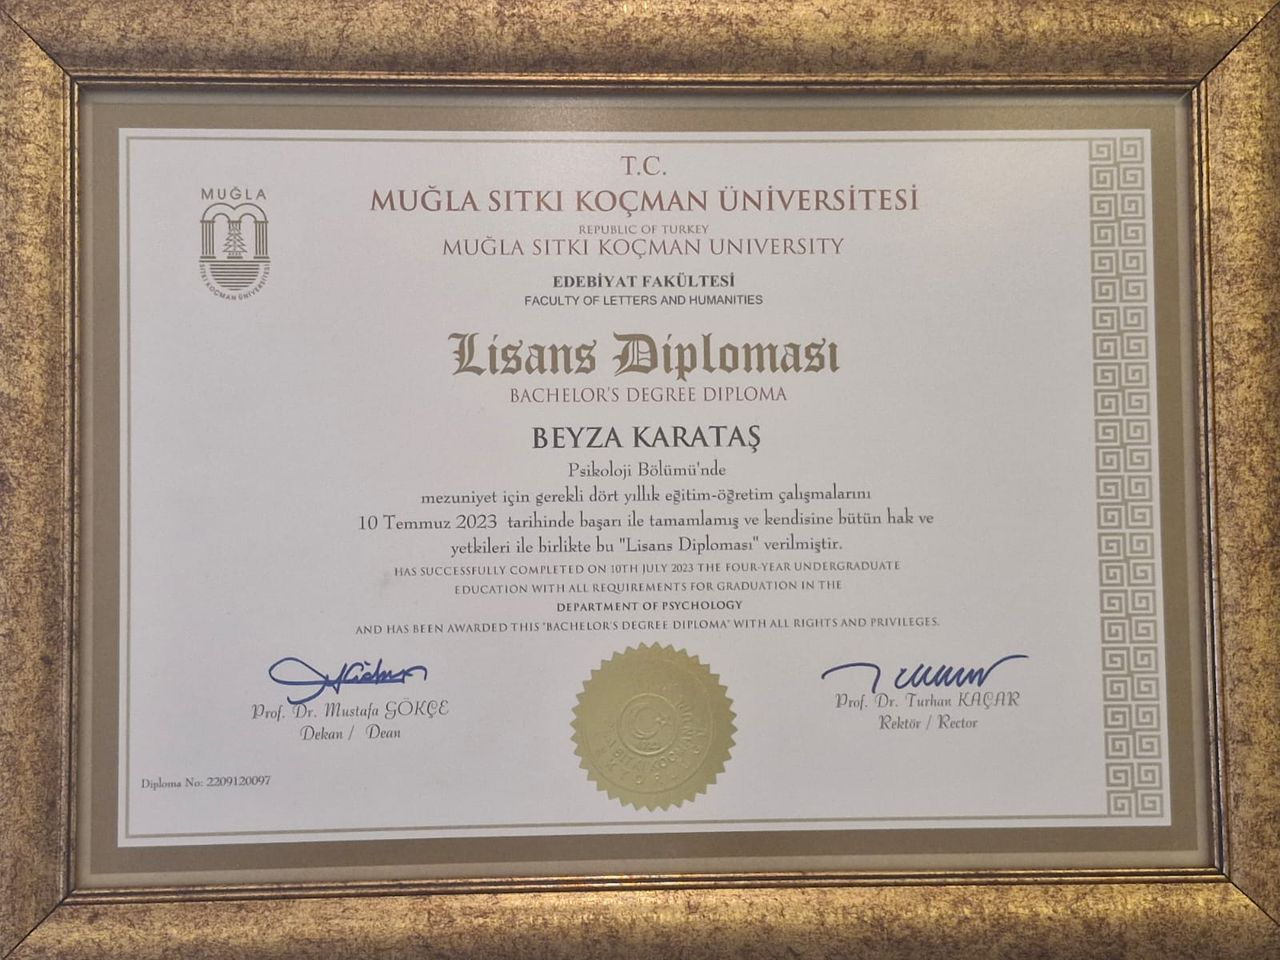 MUĞLA
SITKI KOÇMAN ÜNİVERSİTESİ
T.C.
MUĞLA SITKI KOÇMAN ÜNİVERSİTESİ
REPUBLIC OF TURKEY
MUĞLA SITKI KOÇMAN UNIVERSITY
EDEBİYAT FAKÜLTESİ
FACULTY OF LETTERS AND HUMANITIES
Lisans Diploması
BACHELOR'S DEGREE DIPLOMA
BEYZA KARATAŞ
Psikoloji Bölümü'nde
mezuniyet için gerekli dört yıllık eğitim-öğretim çalışmalarını
10 Temmuz 2023 tarihinde başarı ile tamamlamış ve kendisine bütün hak ve
yetkileri ile birlikte bu "Lisans Diploması" verilmiştir.
HAS SUCCESSFULLY COMPLETED ON 10TH JULY 2023 THE FOUR-YEAR UNDERGRADUATE
EDUCATION WITH ALL REQUIREMENTS FOR GRADUATION IN THE
DEPARTMENT OF PSYCHOLOGY
AND HAS BEEN AWARDED THIS "BACHELOR'S DEGREE DIPLOMA" WITH ALL RIGHTS AND PRIVILEGES.
Prof. Dr. Mustafa GÖKÇE
Dekan / Dean
Prof. Dr. Turhan KAÇAR
Rektör / Rector
Diploma No: 2209120097